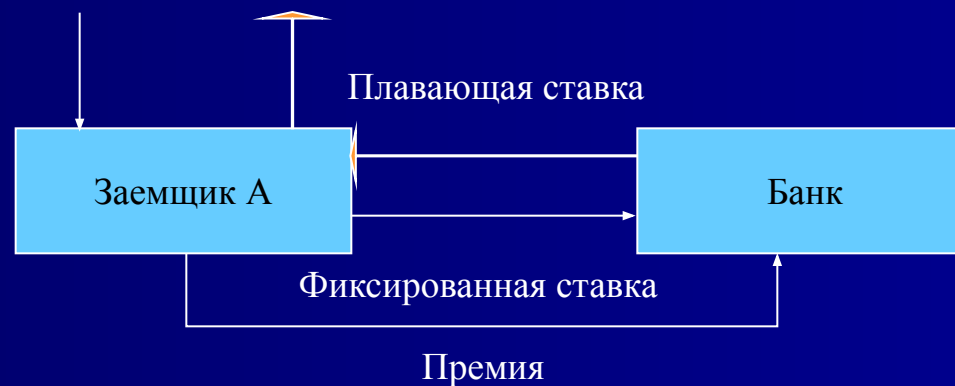 Плавающая ставка
Заемщик А
Банк
Фиксированная ставка
Премия